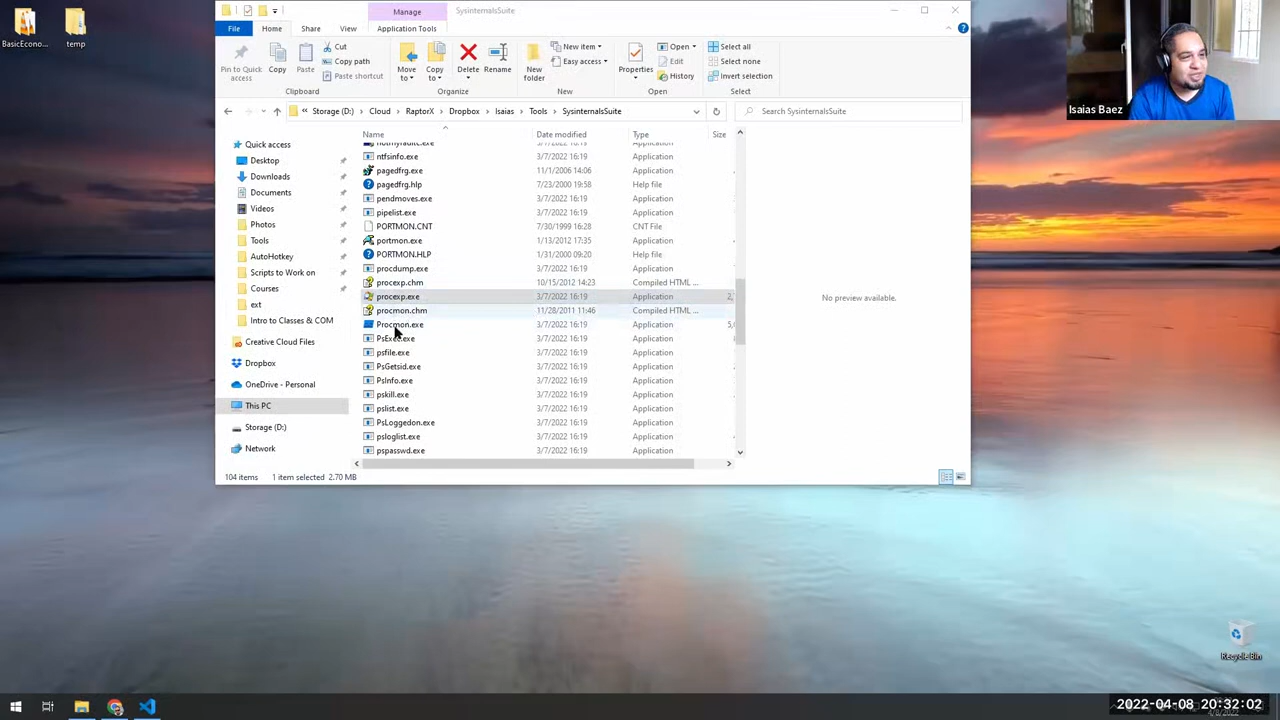 BasicEcono...
temp
Manage
SysinternalsSuite
File
Home
Share
View
Application Tools
Pin to Quick access
Copy
Paste
Cut
Copy path
Paste shortcut
Clipboard
Move to
Copy to
Delete
Rename
Organize
New folder
New item
Easy access
New
Properties
Open
Edit
History
Open
Select all
Select none
Invert selection
Select
Isaias Baez
Storage (D:) > Cloud > RaptorX > Dropbox > Isaias > Tools > SysinternalsSuite
Search SysinternalsSuite
Name Date modified Type Size
Quick access
Desktop
Downloads
Documents
Videos
Photos
Tools
AutoHotkey
Scripts to Work on
Courses
ext
Intro to Classes & COM
Creative Cloud Files
Dropbox
OneDrive - Personal
This PC
Storage (D:)
Network
ntfsinfo.exe 3/7/2022 16:19 Application
pagedfrg.exe 11/1/2006 14:06 Application
pagedfrg.hlp 7/23/2000 19:58 Help file
pendmoves.exe 3/7/2022 16:19 Application
pipelist.exe 3/7/2022 16:19 Application
PORTMON.CNT 7/30/1999 16:28 CNT File
portmon.exe 1/13/2012 17:35 Application
PORTMON.HLP 1/31/2000 09:20 Help file
procdump.exe 3/7/2022 16:19 Application
procexp.chm 10/15/2012 14:23 Compiled HTML ...
procexp.exe 3/7/2022 16:19 Application 2,
procmon.chm 11/28/2011 11:46 Compiled HTML ...
Procmon.exe 3/7/2022 16:19 Application 5,
PsExec.exe 3/7/2022 16:19 Application
psfile.exe 3/7/2022 16:19 Application
PsGetsid.exe 3/7/2022 16:19 Application
PsInfo.exe 3/7/2022 16:19 Application
pskill.exe 3/7/2022 16:19 Application
pslist.exe 3/7/2022 16:19 Application
PsLoggedon.exe 3/7/2022 16:19 Application
psloglist.exe 3/7/2022 16:19 Application
pspasswd.exe 3/7/2022 16:19 Application
No preview available.
104 items 1 item selected 2.70 MB
Recycle Bin
2022-04-08 20:32:02